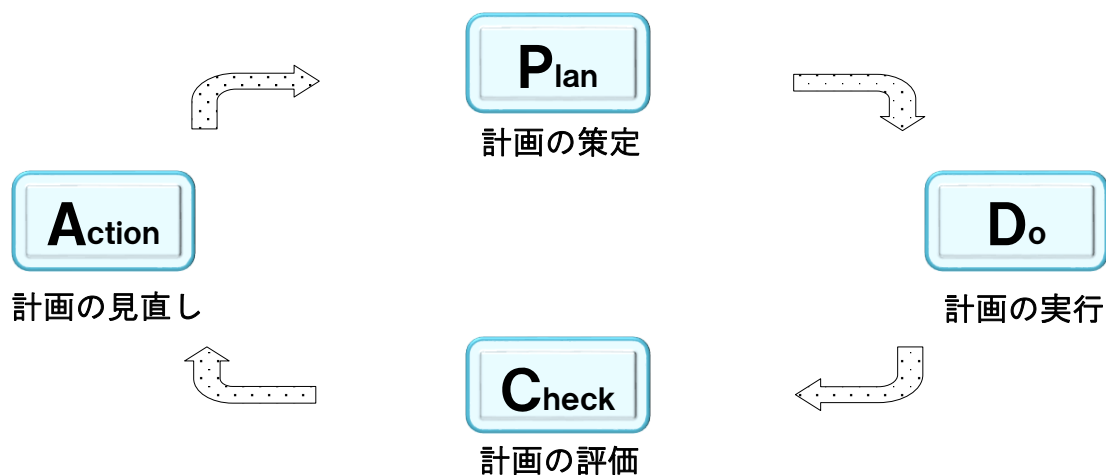 Plan
計画の策定
Action
Do
計画の見直し
計画の実行
Check
計画の評価